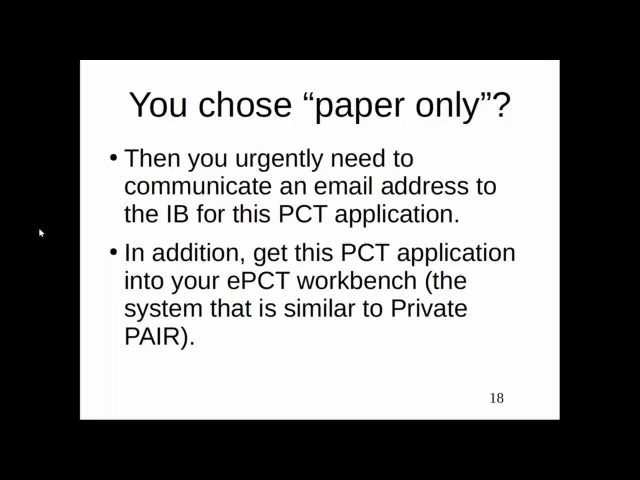 You chose “paper only”?
• Then you urgently need to
communicate an email address to
the IB for this PCT application.
• In addition, get this PCT application
into your ePCT workbench (the
system that is similar to Private
PAIR).
18